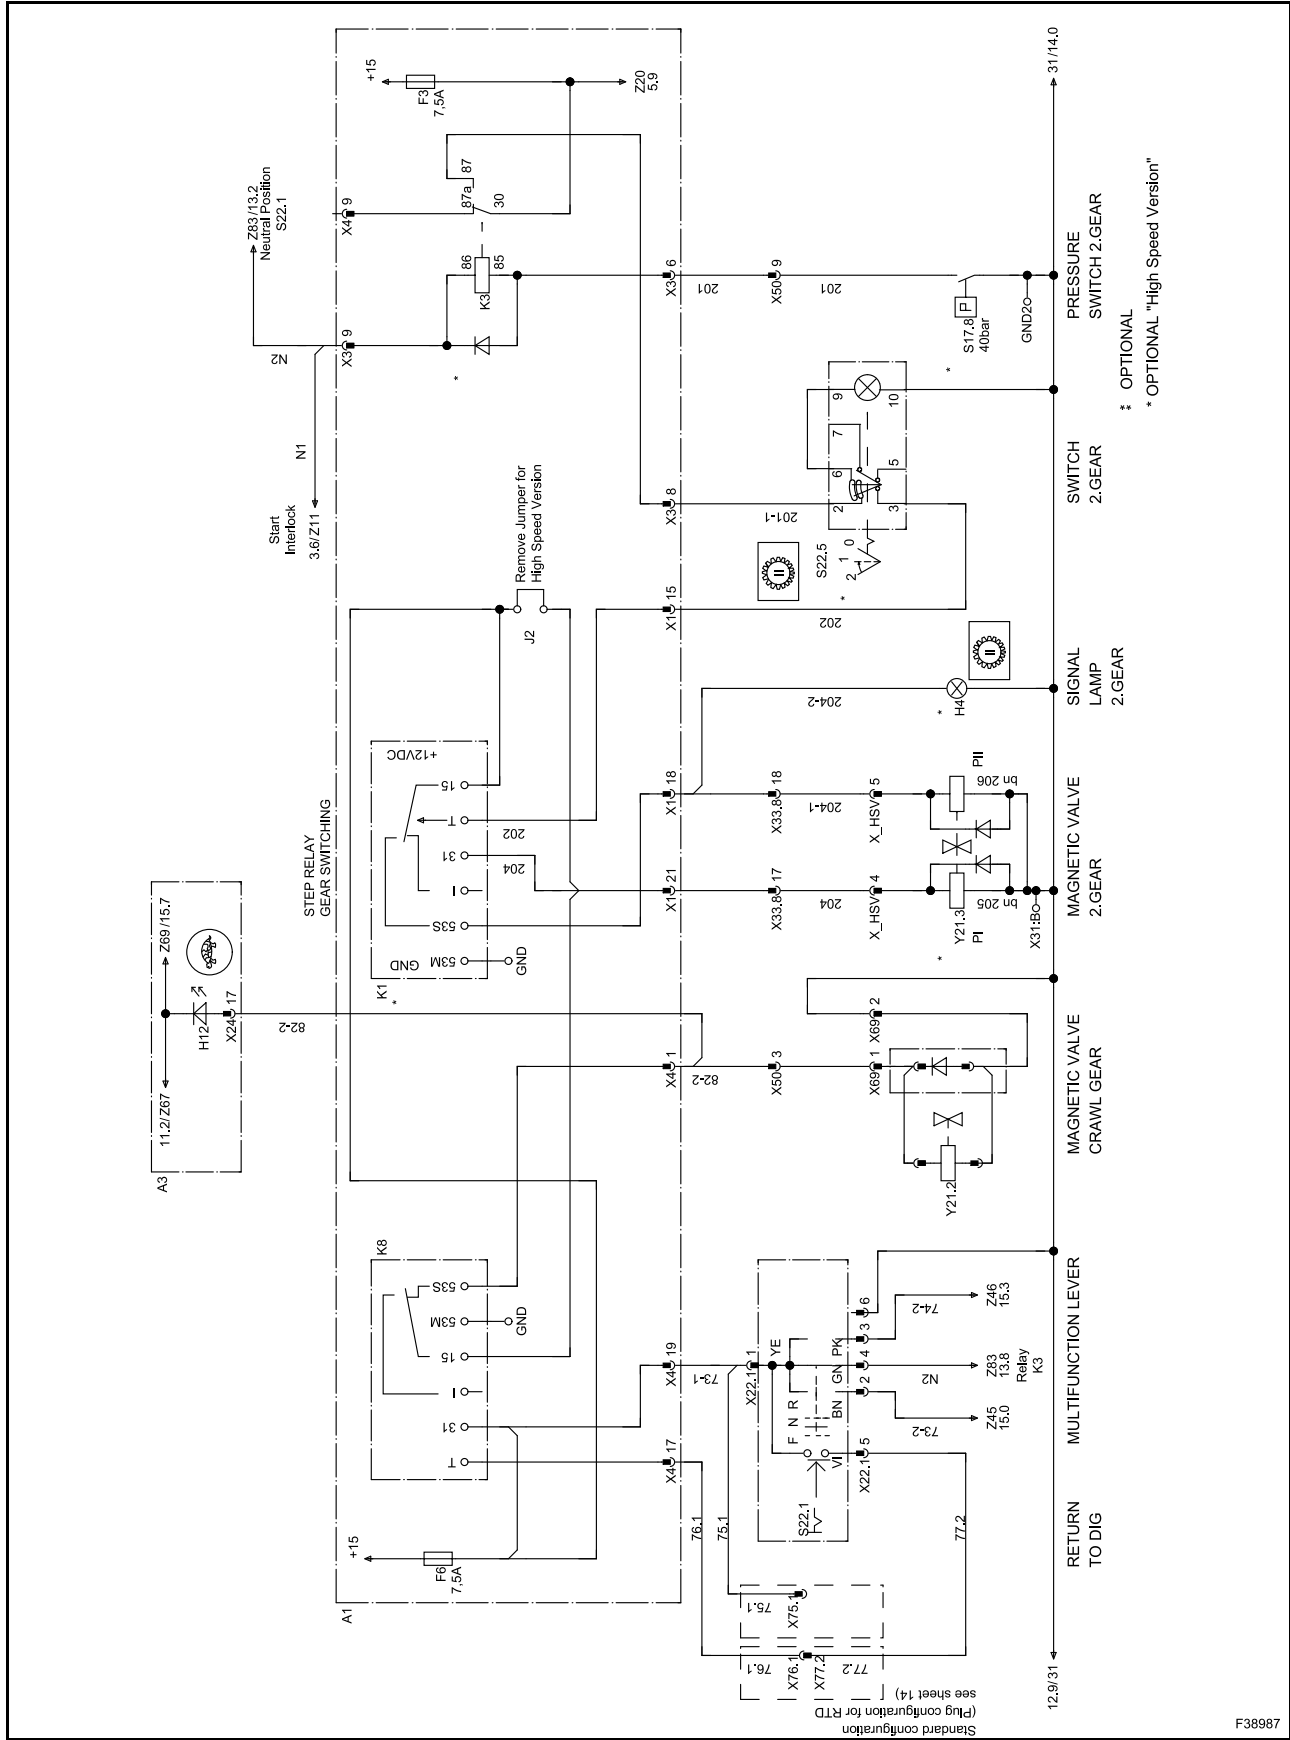 +15
F3
7,5A
Z20
5.9
Z83/13.2
Neutral Position
S22.1
X4 9
87a 87
30
86
85
K3
N2
X3 9
*
N1
Start
Interlock
3.6/Z11
X3 6
201
X50 9
201
S17.8
40bar
P
*
GND2
31/14.0
PRESSURE
SWITCH 2.GEAR
** OPTIONAL
* OPTIONAL "High Speed Version"
X3 8
201-1
9
10
7
6
5
2
3
S22.5
2 1 0
*
II
SWITCH
2.GEAR
Remove Jumper for
High Speed Version
J2
X1 15
202
204-2
H4
*
II
SIGNAL
LAMP
2.GEAR
STEP RELAY
GEAR SWITCHING
+12VDC
15
T
202
31
204
I
53S
53M GND
GND
K1
*
X1 18
X33.8 18
204-1
X_HSV 5
PII
bn 206
X1 21
X33.8 17
204
X_HSV 4
Y21.3
PI
bn 205
*
X31:B
MAGNETIC VALVE
2.GEAR
Z69/15.7
H12
X24 17
11.2/Z67
A3
82-2
X4 1
82-2
X50 3
X69 1
X69 2
Y21.2
MAGNETIC VALVE
CRAWL GEAR
K8
53S
53M
GND
15
I
31
T
X4 19
73-1
X4 17
X22.1 1
YE
F N R
BN GN PK
VI
6
3
4
2
X22.1 5
S22.1
74-2
Z46
15.3
N2
Z83
13.8
Relay
K3
73-2
Z45
15.0
MULTIFUNCTION LEVER
+15
F6
7,5A
A1
76.1
75.1
77.2
75.1
X75.1
76.1
X76.1
X77.2
77.2
Standard configuration
(Plug configuration for RTD
see sheet 14)
RETURN
TO DIG
12.9/31
F38987